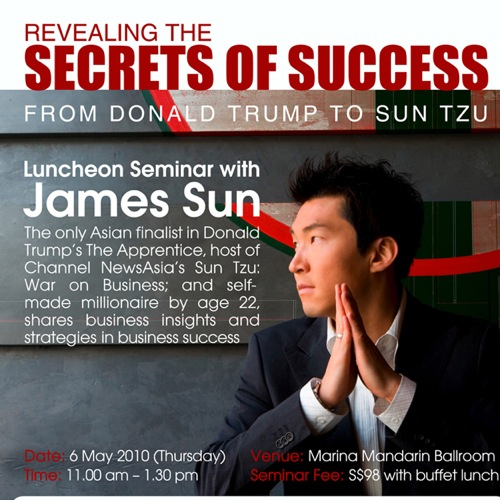 REVEALING THE
SECRETS OF SUCCESS
FROM DONALD TRUMP TO SUN TZU
Luncheon Seminar with
James Sun
The only Asian finalist in Donald
Trump's The Apprentice, host of
Channel NewsAsia's Sun Tzu:
War on Business; and self-
made millionaire by age 22,
shares business insights and
strategies in business success
Date: 6 May 2010 (Thursday)
Venue: Marina Mandarin Ballroom
Time: 11.00 am – 1.30 pm
Seminar Fee: S$98 with buffet lunch